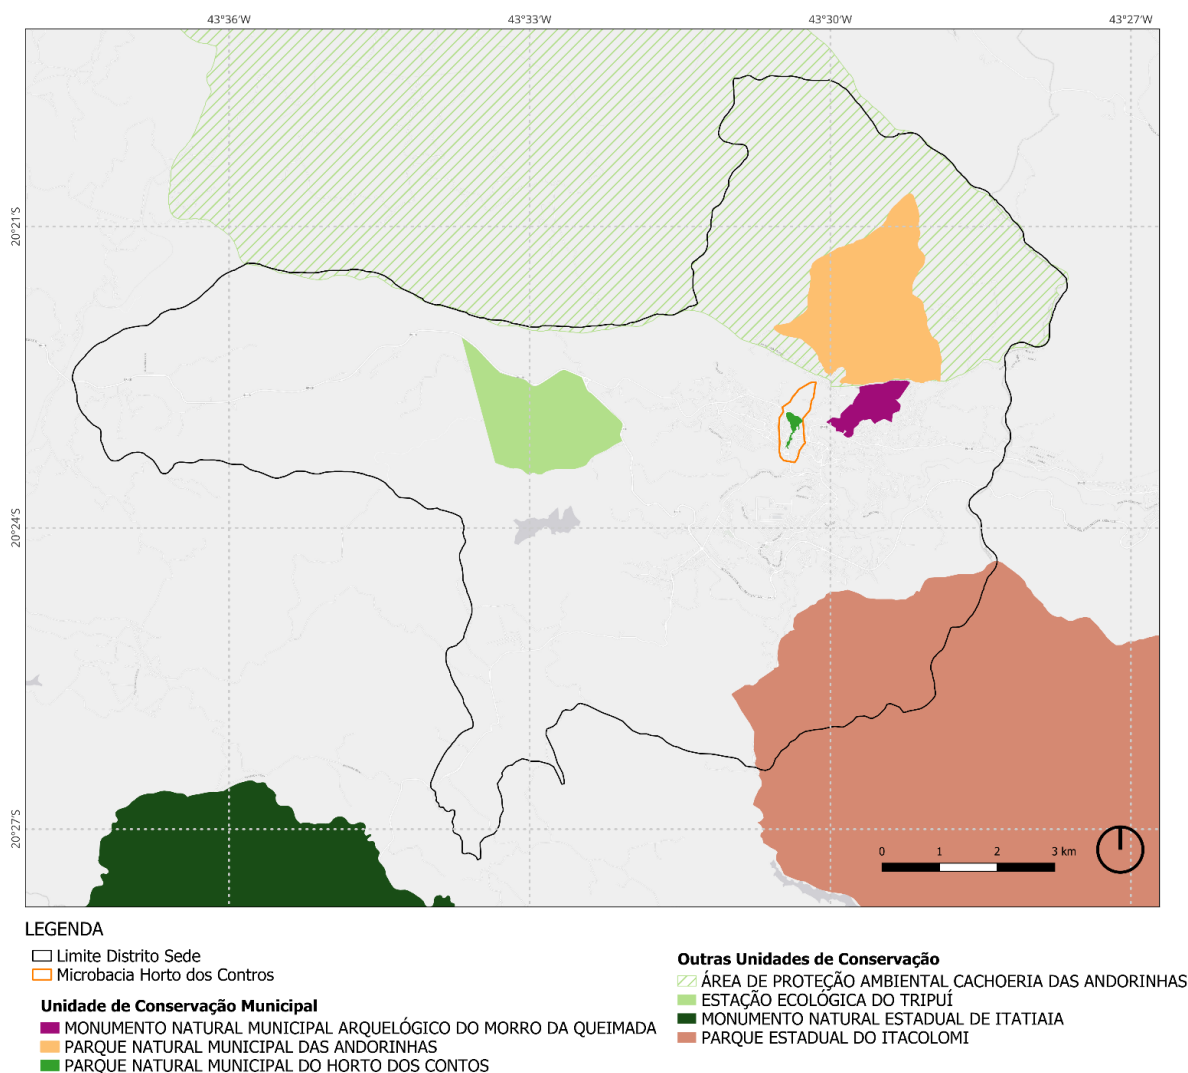 43°36'W 43°33'W 43°30'W 43°27'W
20°21'S
20°24'S
20°27'S
0 1 2 3 km
LEGENDA
Limite Distrito Sede
Microbacia Horto dos Contros
Unidade de Conservação Municipal
MONUMENTO NATURAL MUNICIPAL ARQUELÓGICO DO MORRO DA QUEIMADA
PARQUE NATURAL MUNICIPAL DAS ANDORINHAS
PARQUE NATURAL MUNICIPAL DO HORTO DOS CONTOS
Outras Unidades de Conservação
ÁREA DE PROTEÇÃO AMBIENTAL CACHOERIA DAS ANDORINHAS
ESTAÇÃO ECOLÓGICA DO TRIPUÍ
MONUMENTO NATURAL ESTADUAL DE ITATIAIA
PARQUE ESTADUAL DO ITACOLOMI